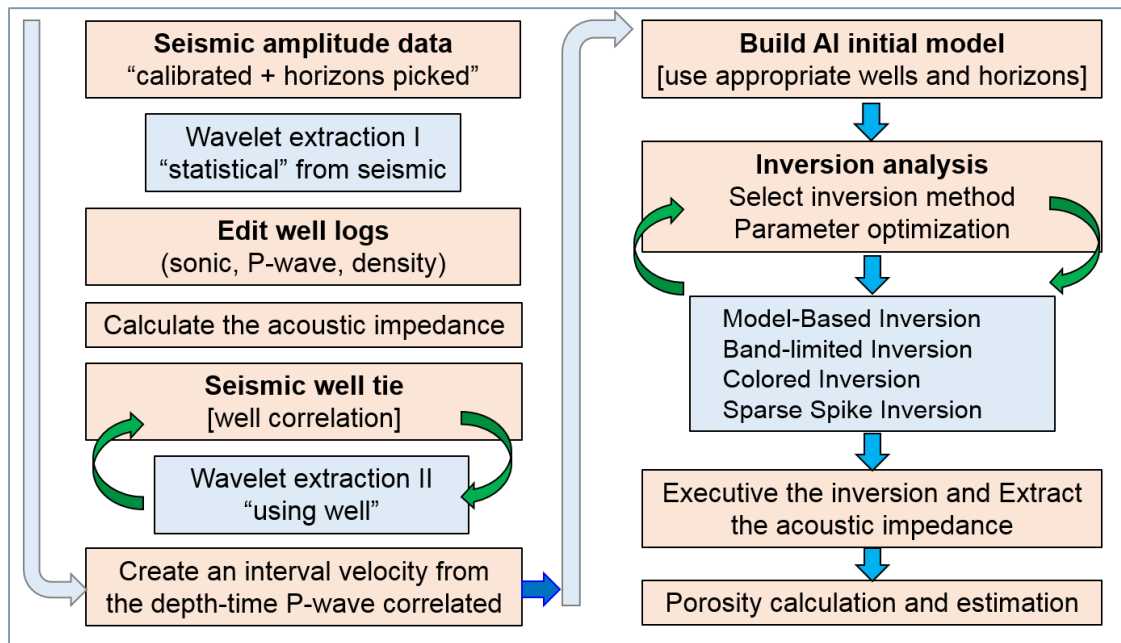 Seismic amplitude data
“calibrated + horizons picked”
Wavelet extraction I
“statistical” from seismic
Edit well logs
(sonic, P-wave, density)
Calculate the acoustic impedance
Seismic well tie
[well correlation]
Wavelet extraction II
“using well”
Create an interval velocity from
the depth-time P-wave correlated
Build AI initial model
[use appropriate wells and horizons]
Inversion analysis
Select inversion method
Parameter optimization
Model-Based Inversion
Band-limited Inversion
Colored Inversion
Sparse Spike Inversion
Executive the inversion and Extract
the acoustic impedance
Porosity calculation and estimation